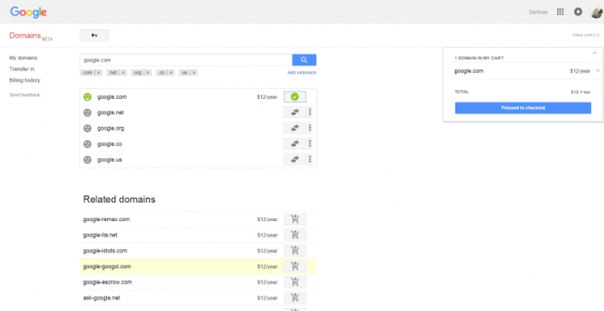 Google
Sanmay
Domains BETA
View cart (1)
My domains
Transfer in
Billing history
Send feedback
google.com
com
net
org
co
us
Add extension
google.com $12/year
google.net
google.org
google.co
google.us
1 DOMAIN IN MY CART
google.com $12/year
TOTAL $12 + tax
Proceed to checkout
Related domains
google-ramax.com $12/year
google-lta.net $12/year
google-idiots.com $12/year
google-googol.com $12/year
google-escrow.com $12/year
ask-google.net $12/year